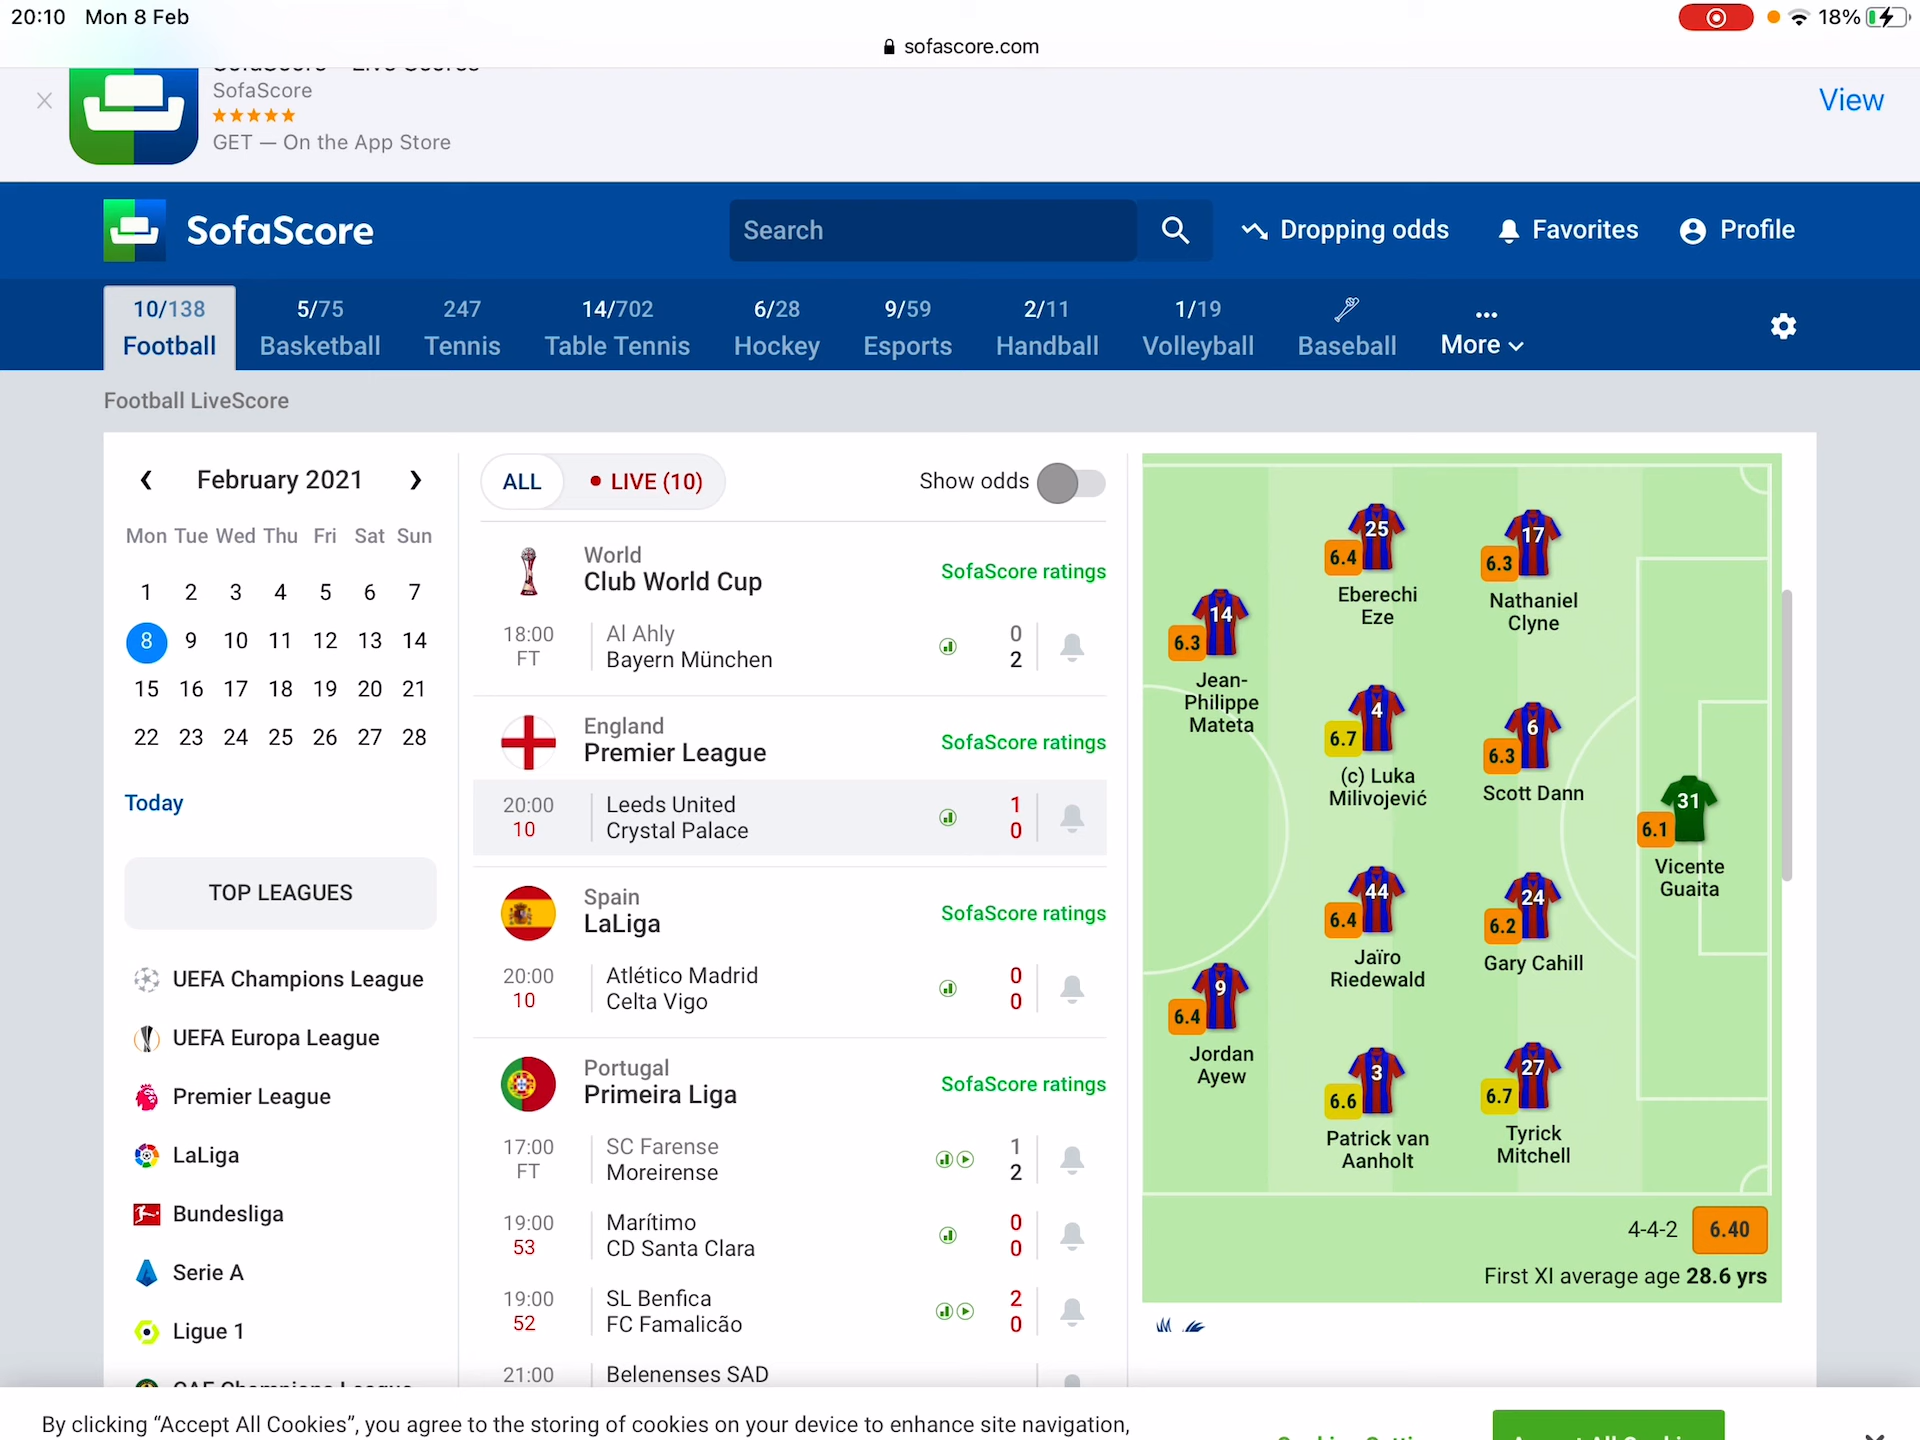 20:10 Mon 8 Feb
18%
sofascore.com
SofaScore - Live Scores
SofaScore
GET — On the App Store
View
SofaScore
Search
Dropping odds
Favorites
Profile
10/138
Football
5/75
Basketball
247
Tennis
14/702
Table Tennis
6/28
Hockey
9/59
Esports
2/11
Handball
1/19
Volleyball
Baseball
More
Football LiveScore
February 2021
Mon Tue Wed Thu Fri Sat Sun
1 2 3 4 5 6 7
8 9 10 11 12 13 14
15 16 17 18 19 20 21
22 23 24 25 26 27 28
Today
TOP LEAGUES
UEFA Champions League
UEFA Europa League
Premier League
LaLiga
Bundesliga
Serie A
Ligue 1
CAF Champions League
ALL
LIVE (10)
Show odds
World
Club World Cup
SofaScore ratings
18:00 Al Ahly 0
FT Bayern München 2
England
Premier League
SofaScore ratings
20:00 Leeds United 1
10 Crystal Palace 0
Spain
LaLiga
SofaScore ratings
20:00 Atlético Madrid 0
10 Celta Vigo 0
Portugal
Primeira Liga
SofaScore ratings
17:00 SC Farense 1
FT Moreirense 2
19:00 Marítimo 0
53 CD Santa Clara 0
19:00 SL Benfica 2
52 FC Famalicão 0
21:00 Belenenses SAD
14
6.3
Jean-
Philippe
Mateta
9
6.4
Jordan
Ayew
25
6.4
Eberechi
Eze
4
6.7
(c) Luka
Milivojević
44
6.4
Jaïro
Riedewald
3
6.6
Patrick van
Aanholt
17
6.3
Nathaniel
Clyne
6
6.3
Scott Dann
24
6.2
Gary Cahill
27
6.7
Tyrick
Mitchell
31
6.1
Vicente
Guaita
4-4-2 6.40
First XI average age 28.6 yrs
By clicking “Accept All Cookies”, you agree to the storing of cookies on your device to enhance site navigation,
Accept All Cookies